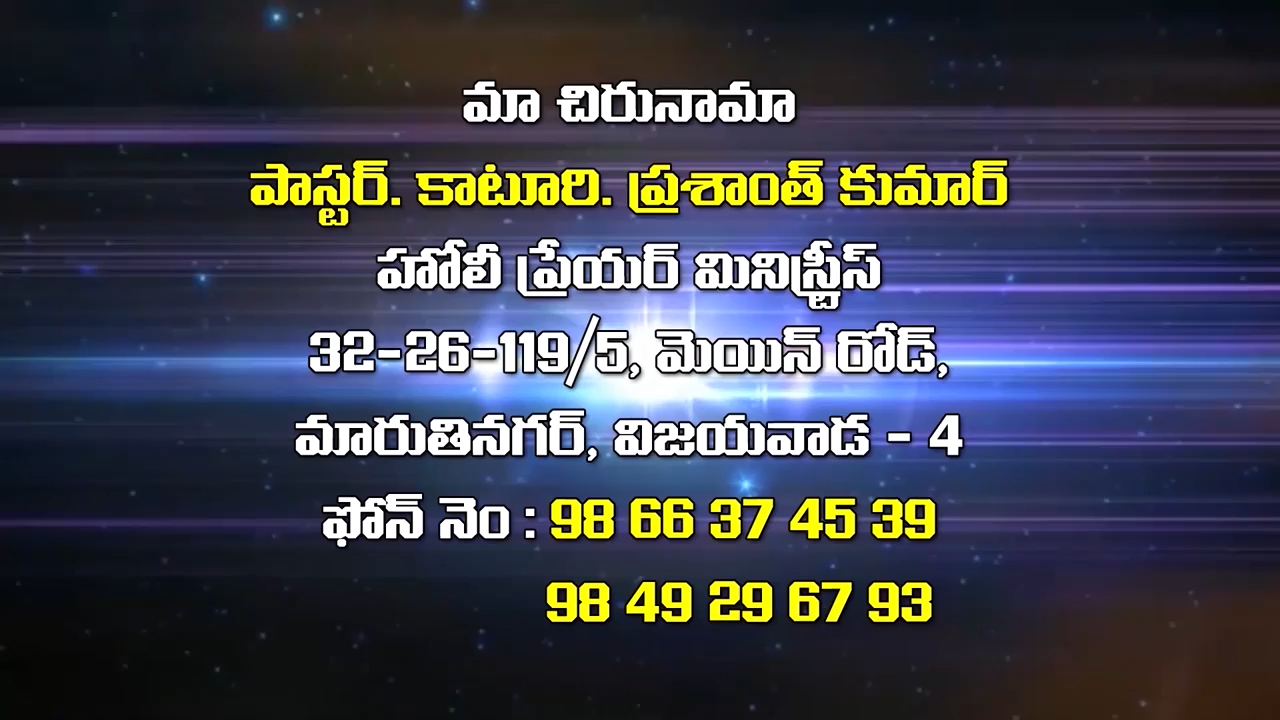 మా చిరునామా
పాస్టర్. కాటూరి. ప్రశాంత్ కుమార్
హోలీ ప్రేయర్ మినిస్ట్రీస్
32-26-119/5, మెయిన్ రోడ్,
మారుతినగర్, విజయవాడ - 4
ఫోన్ నెం : 98 66 37 45 39
98 49 29 67 93